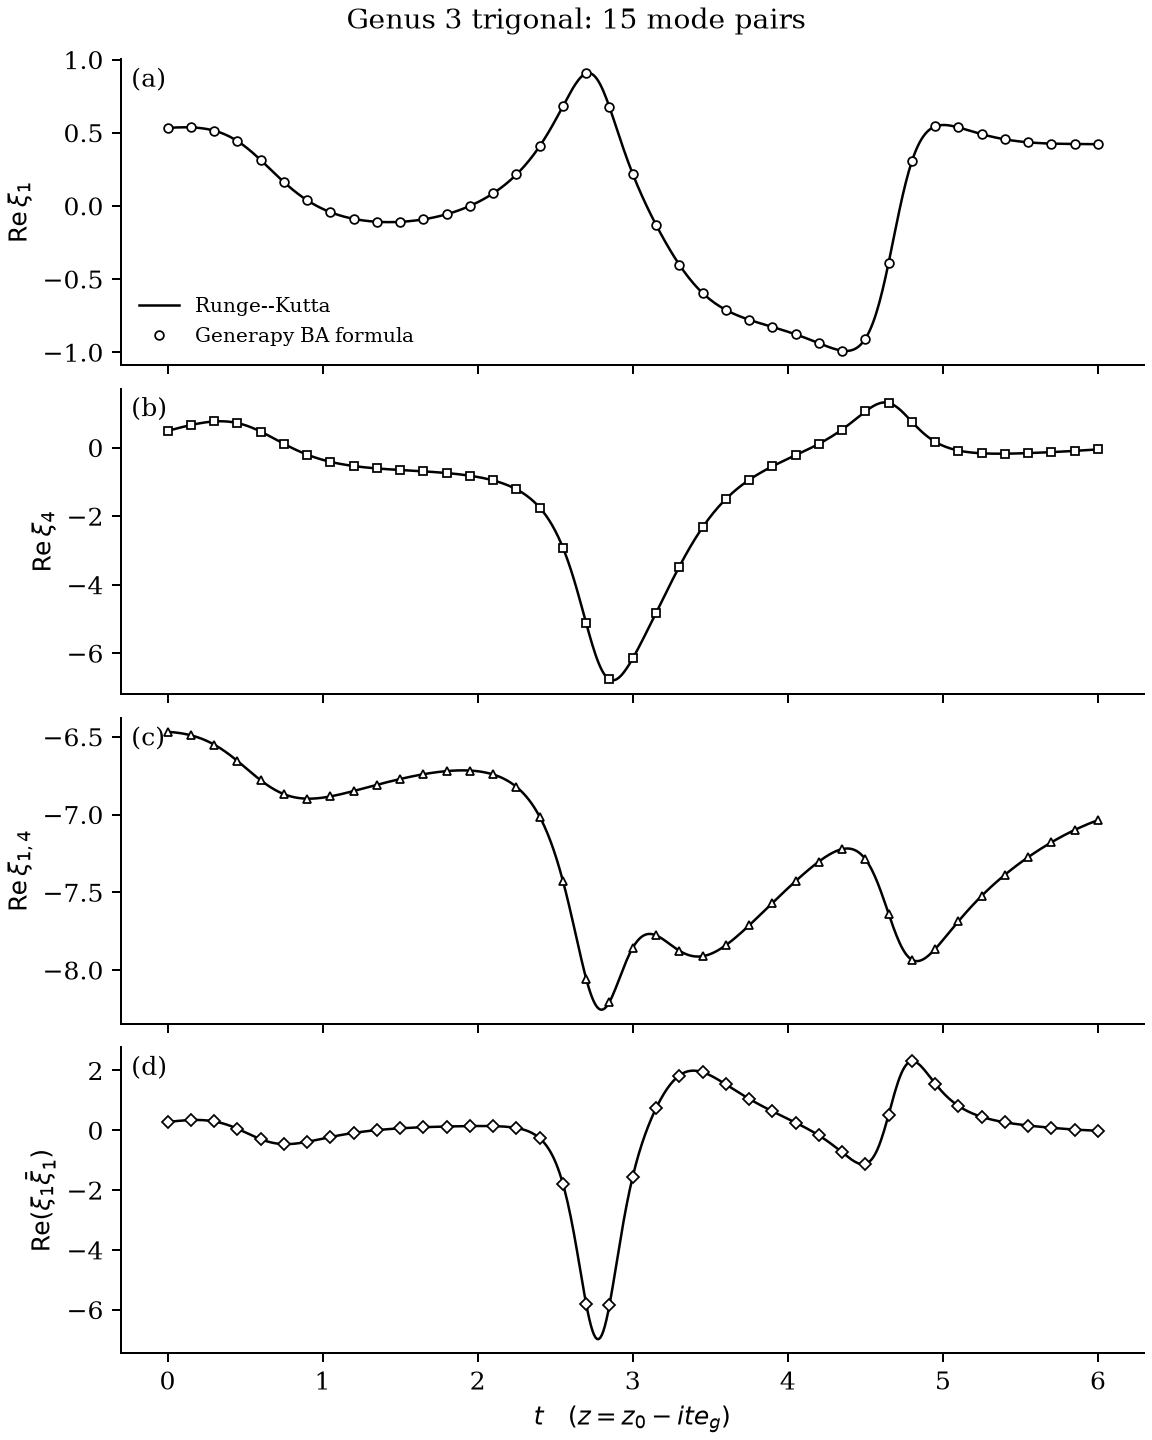 Genus 3 trigonal: 15 mode pairs
(a)
1.0
0.5
0.0
−0.5
−1.0
Re ξ₁
Runge--Kutta
Generapy BA formula
(b)
0
−2
−4
−6
Re ξ₄
(c)
−6.5
−7.0
−7.5
−8.0
Re ξ₁,₄
(d)
2
0
−2
−4
−6
Re(ξ₁ξ̄₁)
0 1 2 3 4 5 6
t (z = z₀ − ite_g)